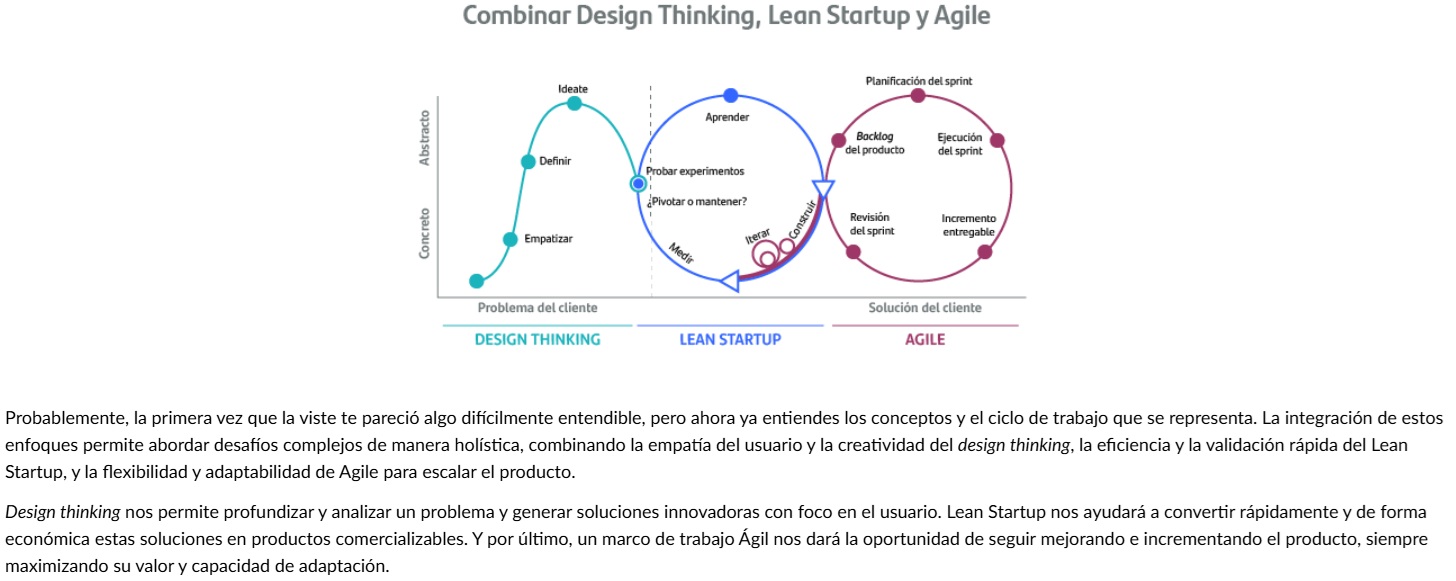 Combinar Design Thinking, Lean Startup y Agile
Planificación del sprint
Ideate
Abstracto
Aprender
Backlog
del producto
Ejecución
del sprint
Definir
Probar experimentos
¿Pivotar o mantener?
Concreto
Empatizar
Medir
Iterar
Construir
Revisión
del sprint
Incremento
entregable
Problema del cliente
Solución del cliente
DESIGN THINKING
LEAN STARTUP
AGILE
Probablemente, la primera vez que la viste te pareció algo difícilmente entendible, pero ahora ya entiendes los conceptos y el ciclo de trabajo que se representa. La integración de estos
enfoques permite abordar desafíos complejos de manera holística, combinando la empatía del usuario y la creatividad del design thinking, la eficiencia y la validación rápida del Lean
Startup, y la flexibilidad y adaptabilidad de Agile para escalar el producto.
Design thinking nos permite profundizar y analizar un problema y generar soluciones innovadoras con foco en el usuario. Lean Startup nos ayudará a convertir rápidamente y de forma
económica estas soluciones en productos comercializables. Y por último, un marco de trabajo Ágil nos dará la oportunidad de seguir mejorando e incrementando el producto, siempre
maximizando su valor y capacidad de adaptación.